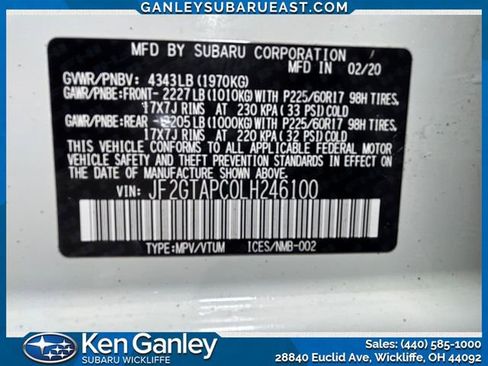 GANLEYSUBARUEAST.COM
MFD BY SUBARU CORPORATION
MADE IN 02/20
GVWR/PNBV: 4343LB (1970KG)
GAWR/PNBE:FRONT- 2227LB (1010KG)WITH P225/60R17 98H TIRES,
17X7J RIMS AT 230 KPA (33 PSI)COLD
GAWR/PNBE:REAR - 2205LB (1000KG)WITH P225/60R17 98H TIRES,
17X7J RIMS AT 220 KPA (32 PSI)COLD
THIS VEHICLE CONFORMS TO ALL APPLICABLE FEDERAL MOTOR
VEHICLE SAFETY AND BUMPER STANDARDS IN EFFECT ON THE
DATE OF MANUFACTURE SHOWN ABOVE.
VIN: JF2GTAPC0LH246100
TYPE:MPV/VTUM ICES/NMB-002
SUBARU
Ken Ganley
SUBARU WICKLIFFE
Sales: (440) 585-1000
28840 Euclid Ave, Wickliffe, OH 44092